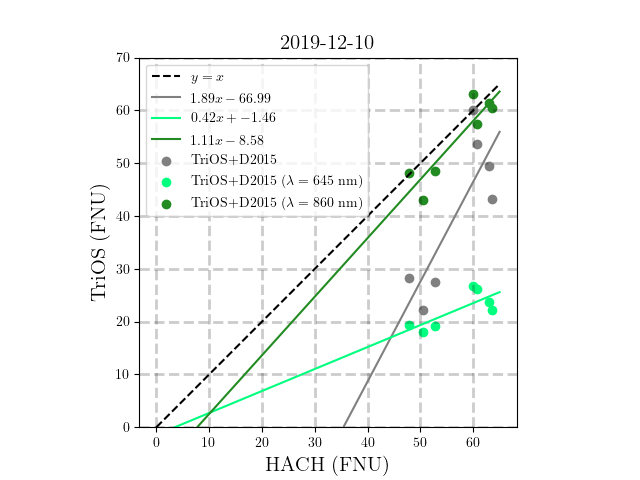 2019-12-10
70
60
50
40
30
20
10
0
TriOS (FNU)
y = x
1.89x − 66.99
0.42x + −1.46
1.11x − 8.58
TriOS+D2015
TriOS+D2015 (λ = 645 nm)
TriOS+D2015 (λ = 860 nm)
0 10 20 30 40 50 60
HACH (FNU)